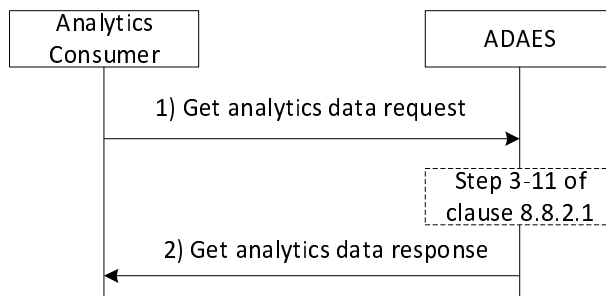 Analytics
Consumer
ADAES
1) Get analytics data request
Step 3-11 of
clause 8.8.2.1
2) Get analytics data response